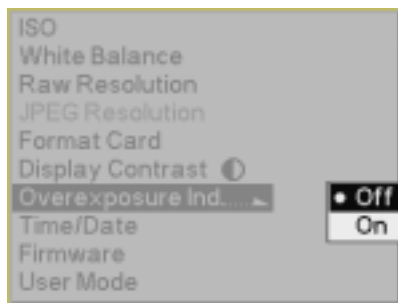 ISO
White Balance
Raw Resolution
JPEG Resolution
Format Card
Display Contrast
Overexposure Ind..... Off
Time/Date On
Firmware
User Mode